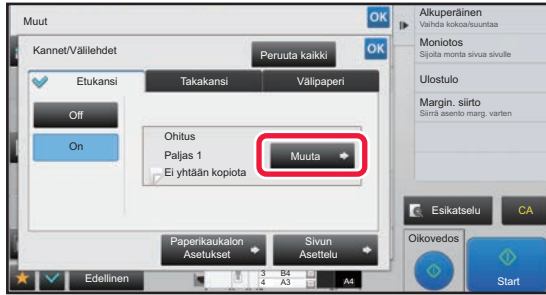 Muut
OK
Kannet/Välilehdet
Peruuta kaikki
OK
Etukansi
Takakansi
Välipaperi
Off
On
Ohitus
Paljas 1
Ei yhtään kopiota
Muuta
Paperikaukalon
Asetukset
Sivun
Asettelu
Edellinen
3 B4
4 A3
A4
Alkuperäinen
Vaihda kokoa/suuntaa
Moniotos
Sijoita monta sivua sivulle
Ulostulo
Margin. siirto
Siirrä asento marg. varten
Esikatselu
CA
Oikovedos
Start